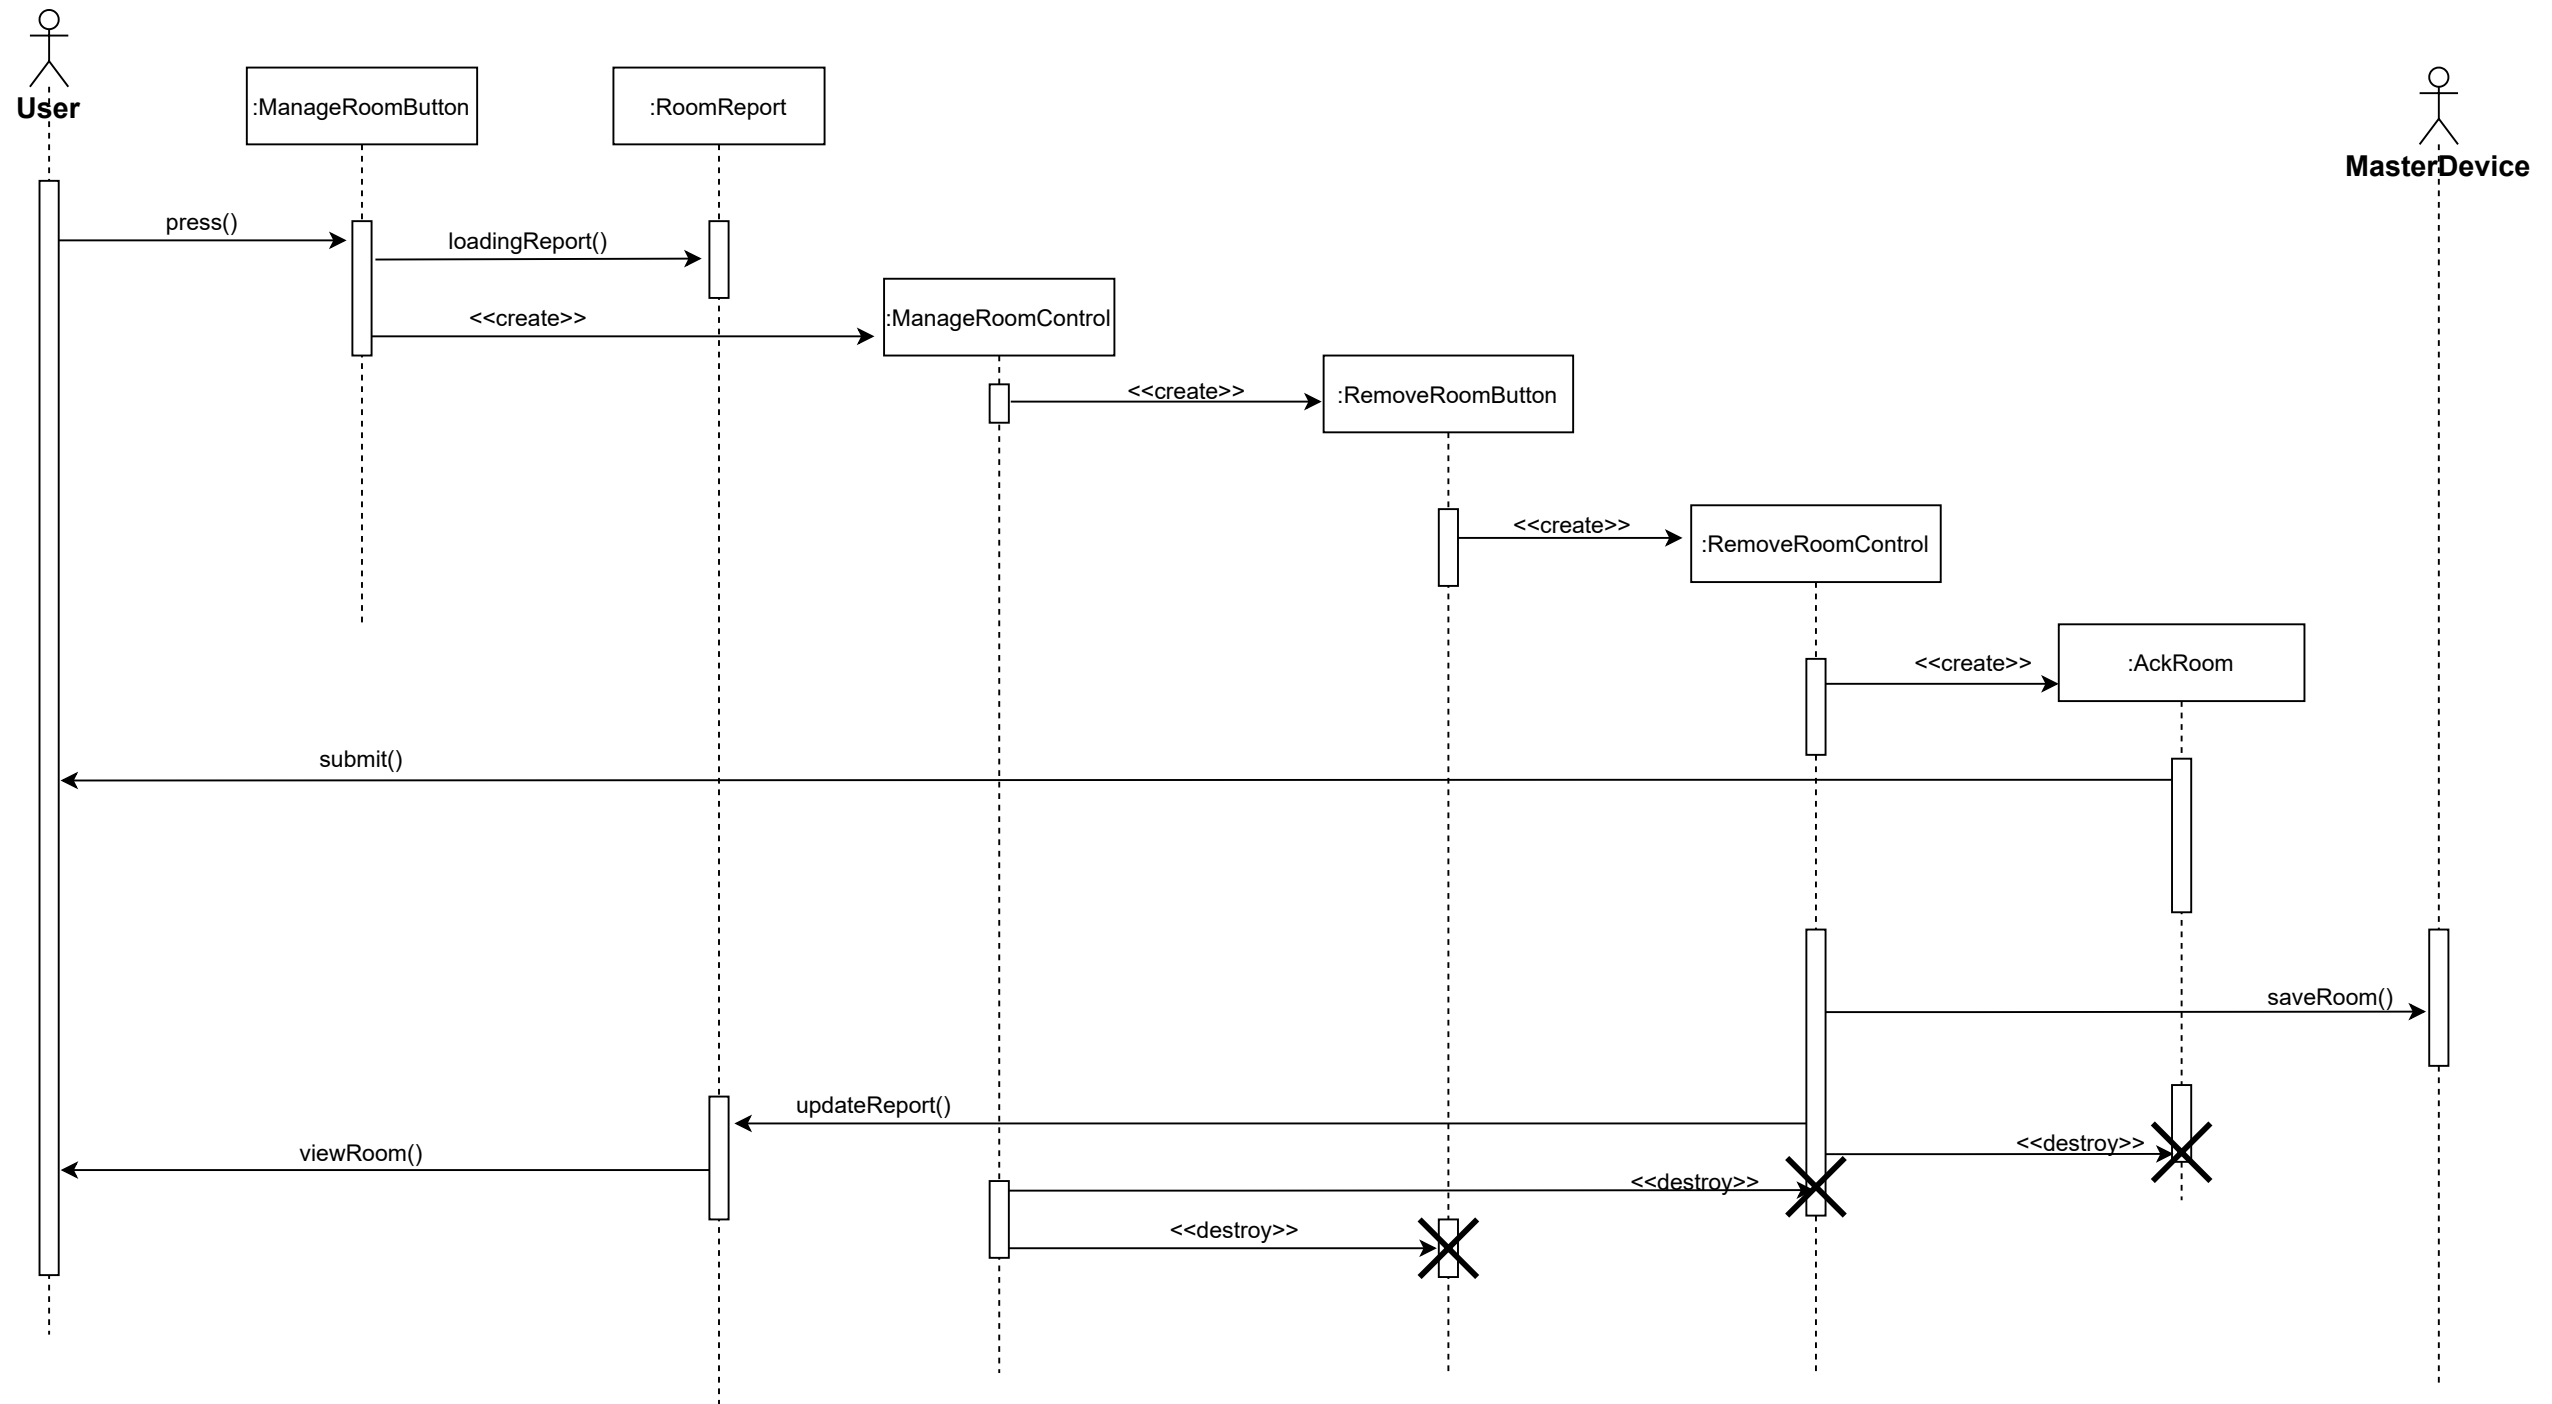 User
:ManageRoomButton
:RoomReport
MasterDevice
press()
loadingReport()
<<create>>
:ManageRoomControl
<<create>>
:RemoveRoomButton
<<create>>
:RemoveRoomControl
<<create>>
:AckRoom
submit()
saveRoom()
updateReport()
<<destroy>>
viewRoom()
<<destroy>>
<<destroy>>